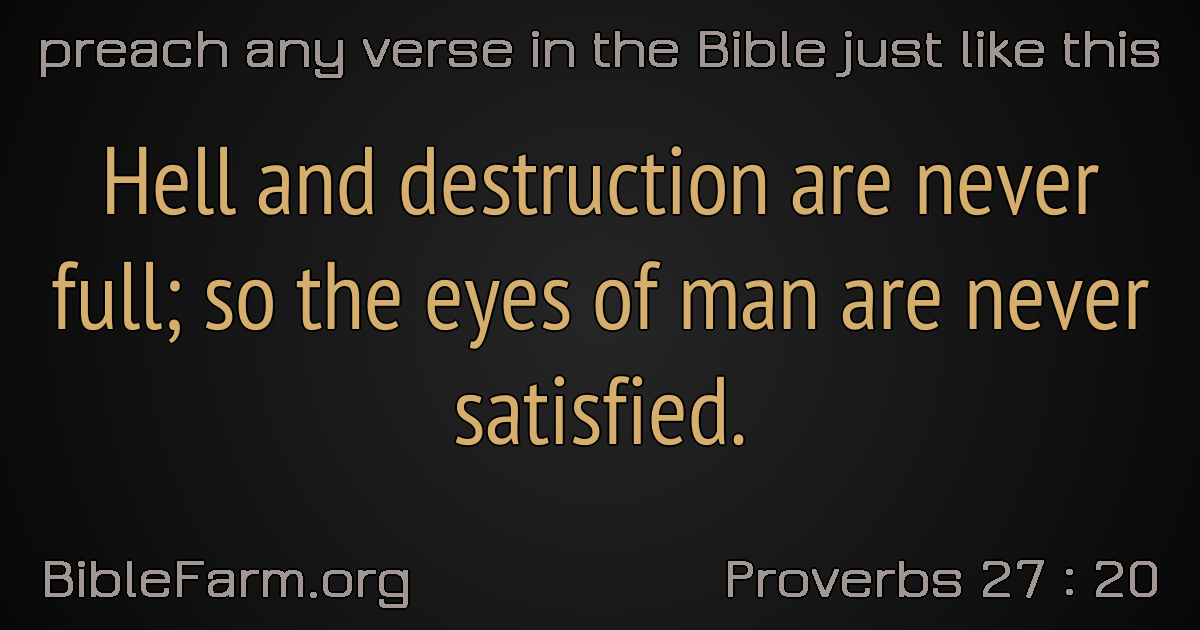 preach any verse in the Bible just like this
Hell and destruction are never
full; so the eyes of man are never
satisfied.
BibleFarm.org
Proverbs 27 : 20